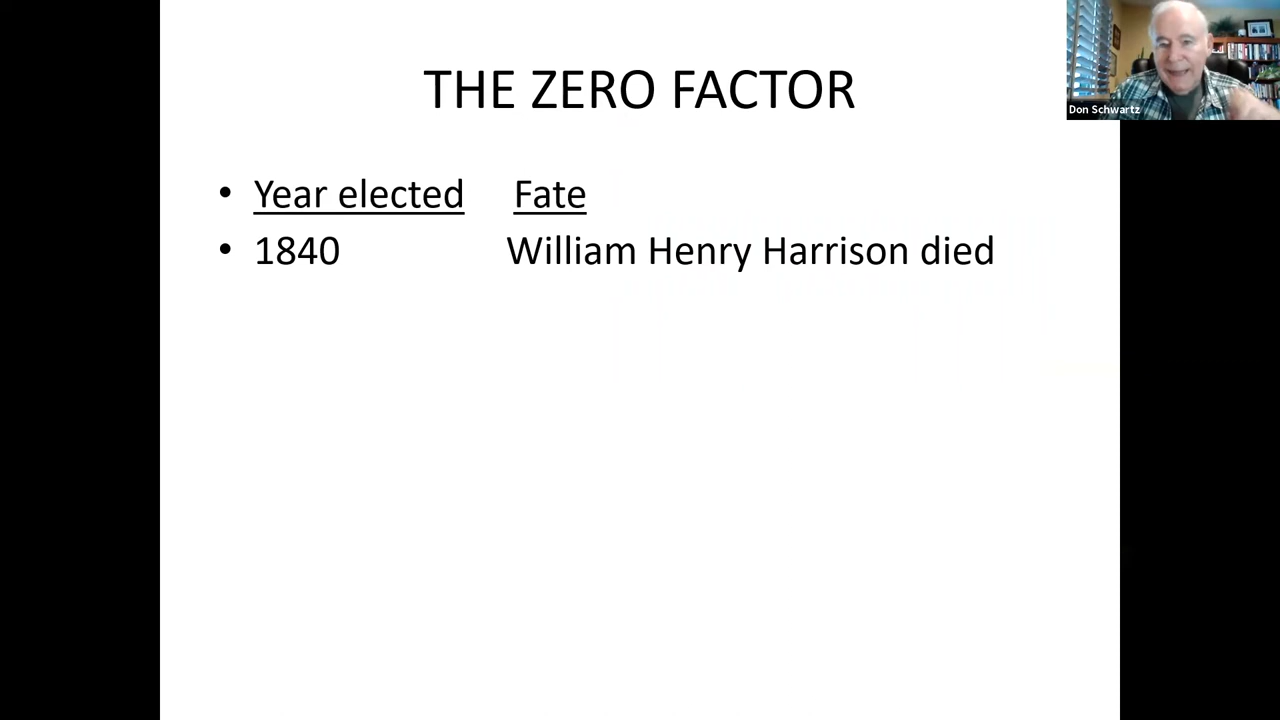 THE ZERO FACTOR
Don Schwartz
• Year elected Fate
• 1840 William Henry Harrison died